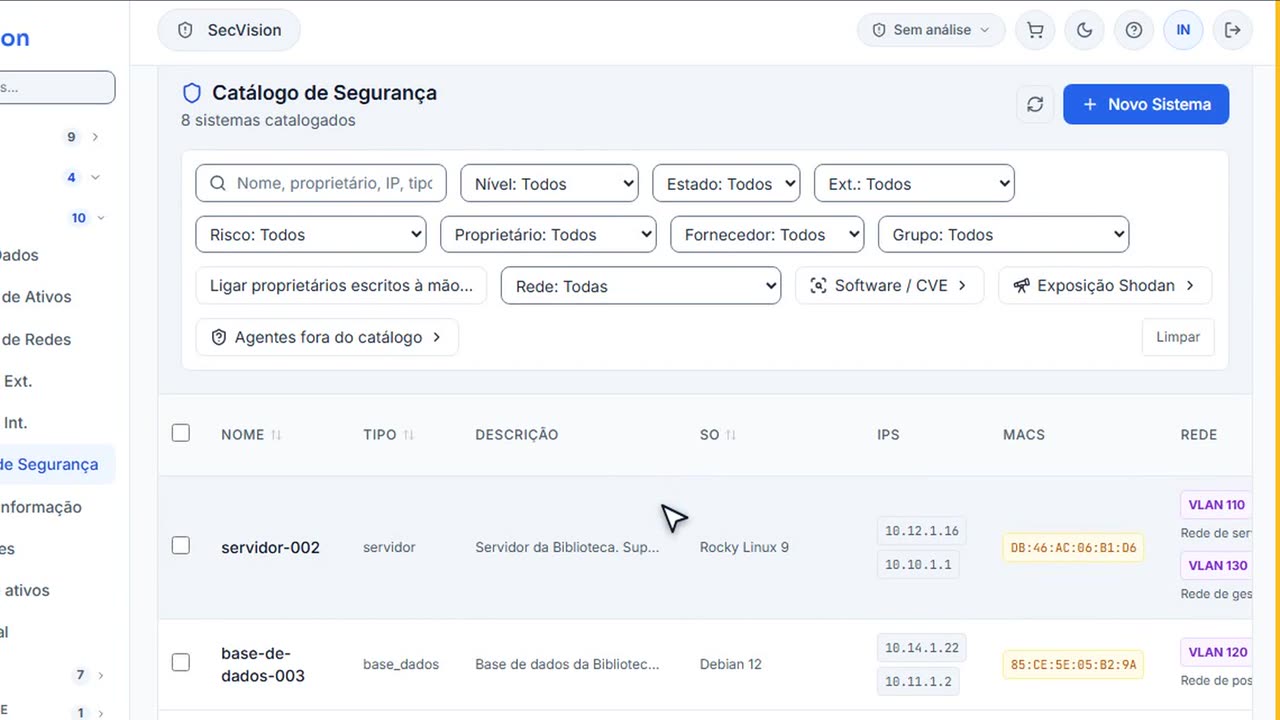 on
SecVision
Sem análise
IN
s...
Catálogo de Segurança
8 sistemas catalogados
Novo Sistema
9
4
10
Dados
de Ativos
de Redes
Ext.
Int.
de Segurança
nformação
es
ativos
al
7
E
1
Nome, proprietário, IP, tipo
Nível: Todos
Estado: Todos
Ext.: Todos
Risco: Todos
Proprietário: Todos
Fornecedor: Todos
Grupo: Todos
Ligar proprietários escritos à mão...
Rede: Todas
Software / CVE
Exposição Shodan
Agentes fora do catálogo
Limpar
NOME
TIPO
DESCRIÇÃO
SO
IPS
MACS
REDE
servidor-002
servidor
Servidor da Biblioteca. Sup...
Rocky Linux 9
10.12.1.16
10.10.1.1
DB:46:AC:06:B1:D6
VLAN 110
Rede de ser
VLAN 130
Rede de ges
base-de-
dados-003
base_dados
Base de dados da Bibliotec...
Debian 12
10.14.1.22
10.11.1.2
85:CE:5E:05:B2:9A
VLAN 120
Rede de pos